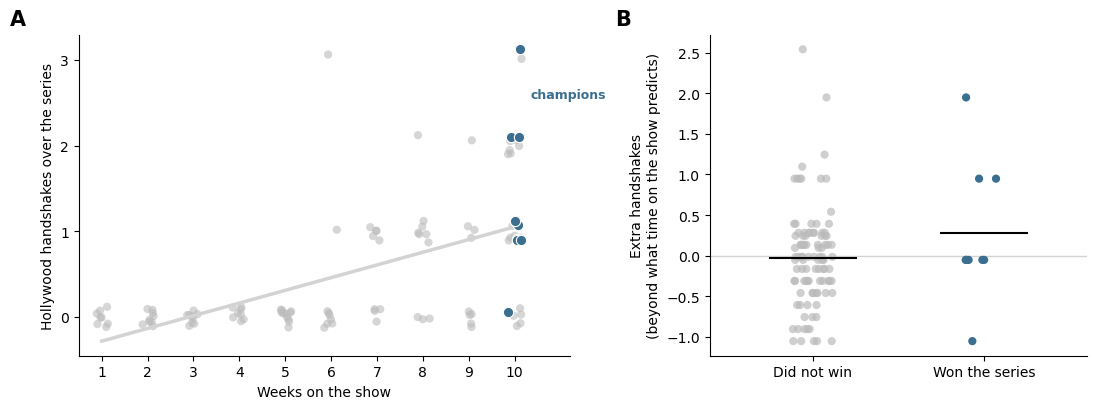 A
Hollywood handshakes over the series
3
2
1
0
champions
1 2 3 4 5 6 7 8 9 10
Weeks on the show
B
Extra handshakes
(beyond what time on the show predicts)
2.5
2.0
1.5
1.0
0.5
0.0
−0.5
−1.0
Did not win Won the series